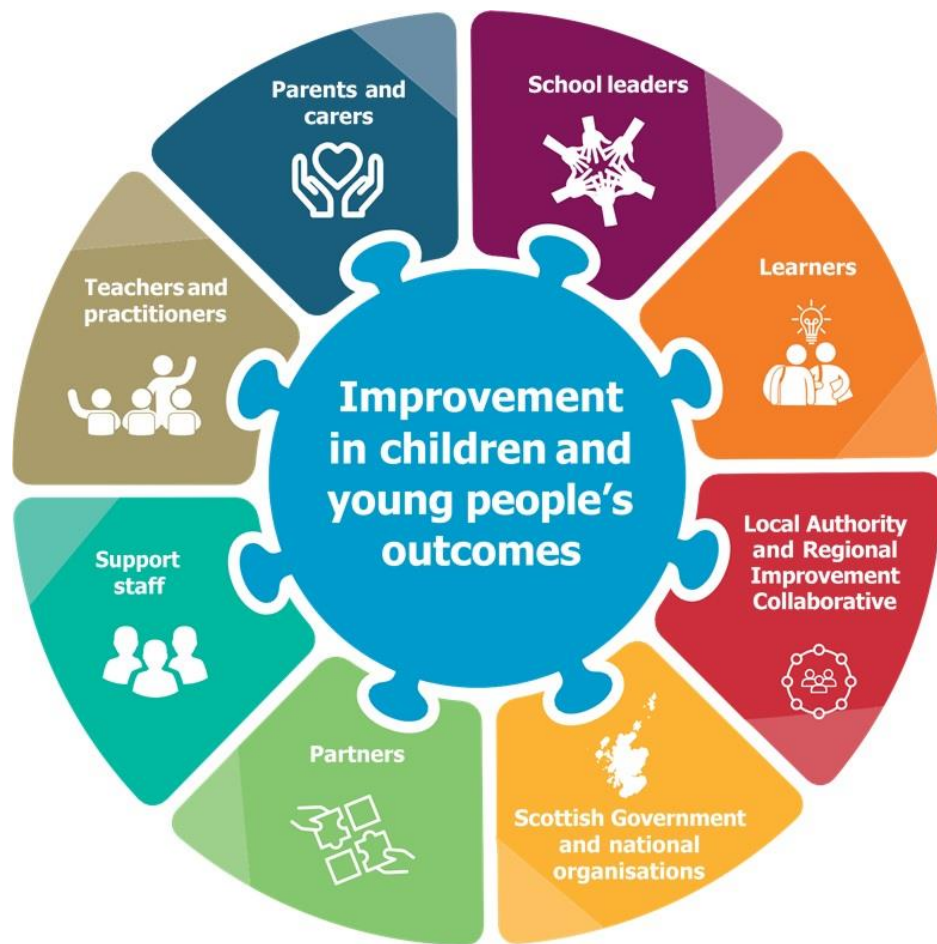 Parents and
carers
School leaders
Learners
Local Authority
and Regional
Improvement
Collaborative
Scottish Government
and national
organisations
Partners
Support
staff
Teachers and
practitioners
Improvement
in children and
young people's
outcomes